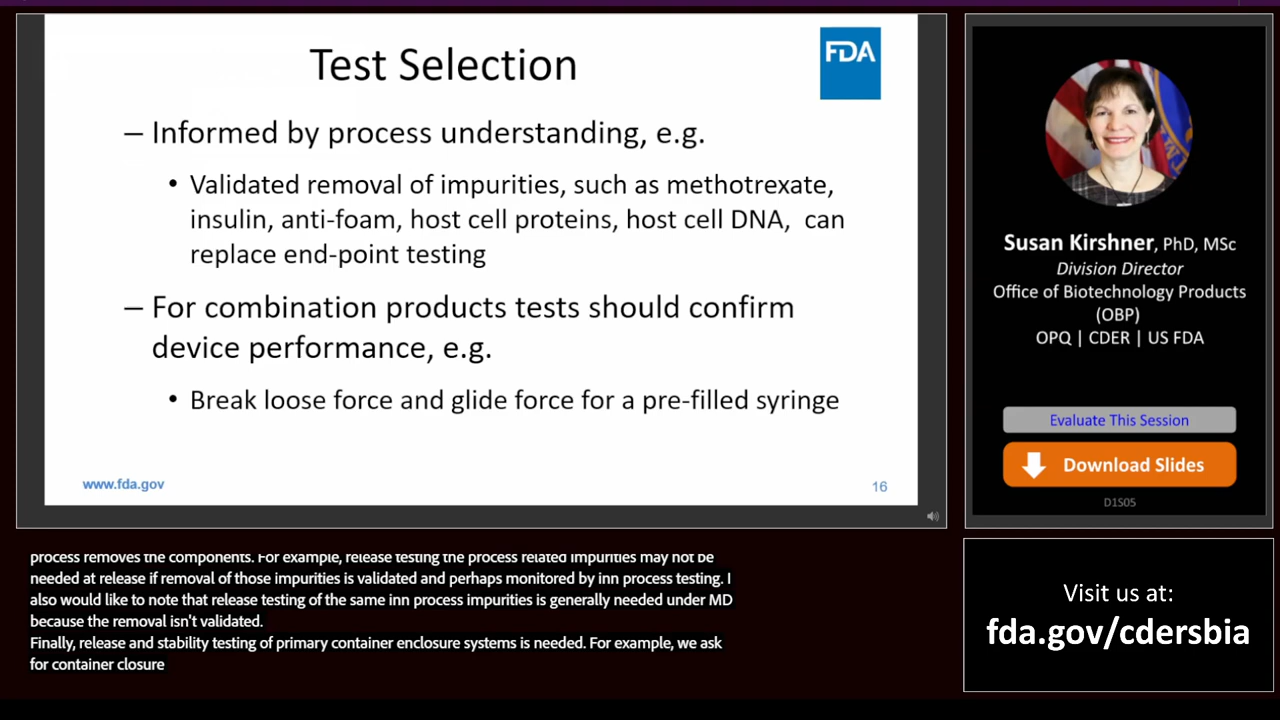 Test Selection
FDA
– Informed by process understanding, e.g.
• Validated removal of impurities, such as methotrexate,
insulin, anti-foam, host cell proteins, host cell DNA, can
replace end-point testing
– For combination products tests should confirm
device performance, e.g.
• Break loose force and glide force for a pre-filled syringe
www.fda.gov
16
Susan Kirshner, PhD, MSc
Division Director
Office of Biotechnology Products
(OBP)
OPQ | CDER | US FDA
Evaluate This Session
Download Slides
D1S05
process removes the components. For example, release testing the process related impurities may not be
needed at release if removal of those impurities is validated and perhaps monitored by inn process testing. I
also would like to note that release testing of the same inn process impurities is generally needed under MD
because the removal isn't validated.
Finally, release and stability testing of primary container enclosure systems is needed. For example, we ask
for container closure
Visit us at:
fda.gov/cdersbia